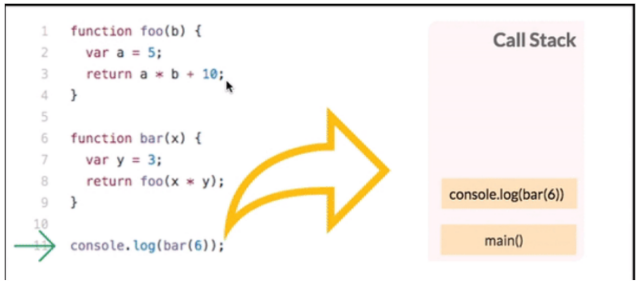 1 function foo(b) {
2 var a = 5;
3 return a * b + 10;
4 }
5
6 function bar(x) {
7 var y = 3;
8 return foo(x * y);
9 }
10
11 console.log(bar(6));
Call Stack
console.log(bar(6))
main()